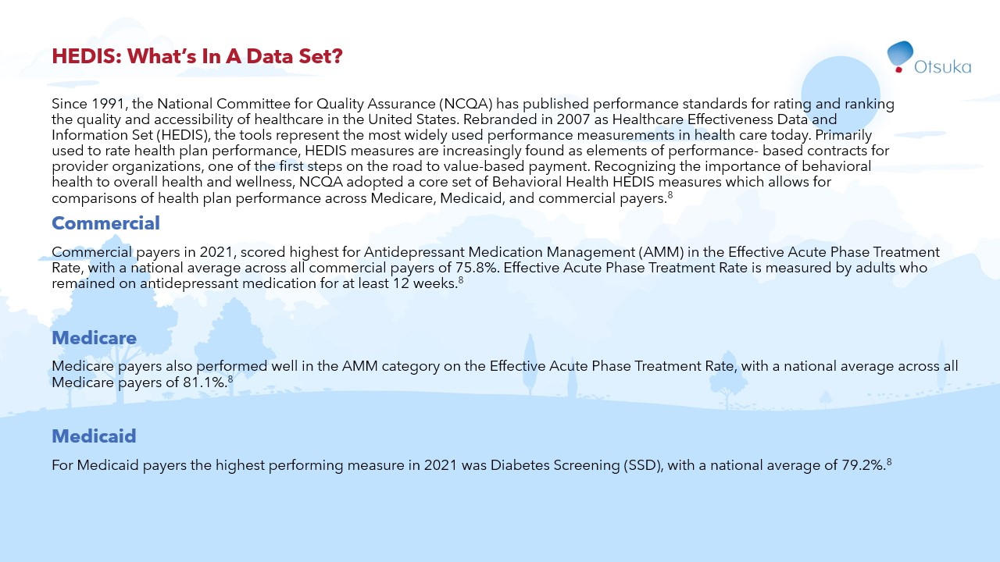 HEDIS: What’s In A Data Set?
Otsuka
Since 1991, the National Committee for Quality Assurance (NCQA) has published performance standards for rating and ranking
the quality and accessibility of healthcare in the United States. Rebranded in 2007 as Healthcare Effectiveness Data and
Information Set (HEDIS), the tools represent the most widely used performance measurements in health care today. Primarily
used to rate health plan performance, HEDIS measures are increasingly found as elements of performance- based contracts for
provider organizations, one of the first steps on the road to value-based payment. Recognizing the importance of behavioral
health to overall health and wellness, NCQA adopted a core set of Behavioral Health HEDIS measures which allows for
comparisons of health plan performance across Medicare, Medicaid, and commercial payers.8
Commercial
Commercial payers in 2021, scored highest for Antidepressant Medication Management (AMM) in the Effective Acute Phase Treatment
Rate, with a national average across all commercial payers of 75.8%. Effective Acute Phase Treatment Rate is measured by adults who
remained on antidepressant medication for at least 12 weeks.8
Medicare
Medicare payers also performed well in the AMM category on the Effective Acute Phase Treatment Rate, with a national average across all
Medicare payers of 81.1%.8
Medicaid
For Medicaid payers the highest performing measure in 2021 was Diabetes Screening (SSD), with a national average of 79.2%.8